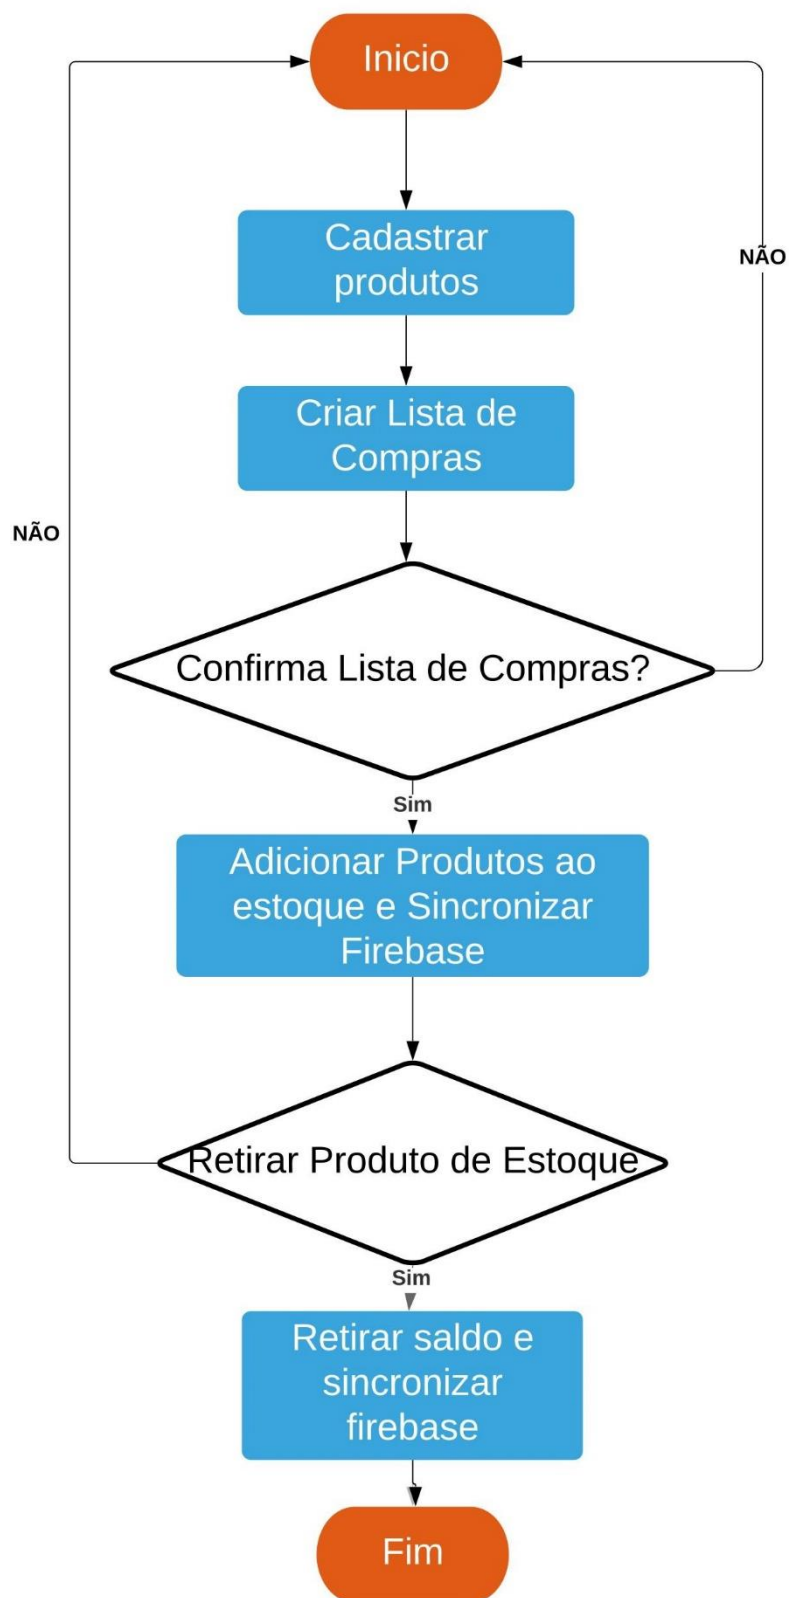 Inicio
Cadastrar
produtos
NÃO
Criar Lista de
Compras
NÃO
Confirma Lista de Compras?
Sim
Adicionar Produtos ao
estoque e Sincronizar
Firebase
Retirar Produto de Estoque
Sim
Retirar saldo e
sincronizar
firebase
Fim